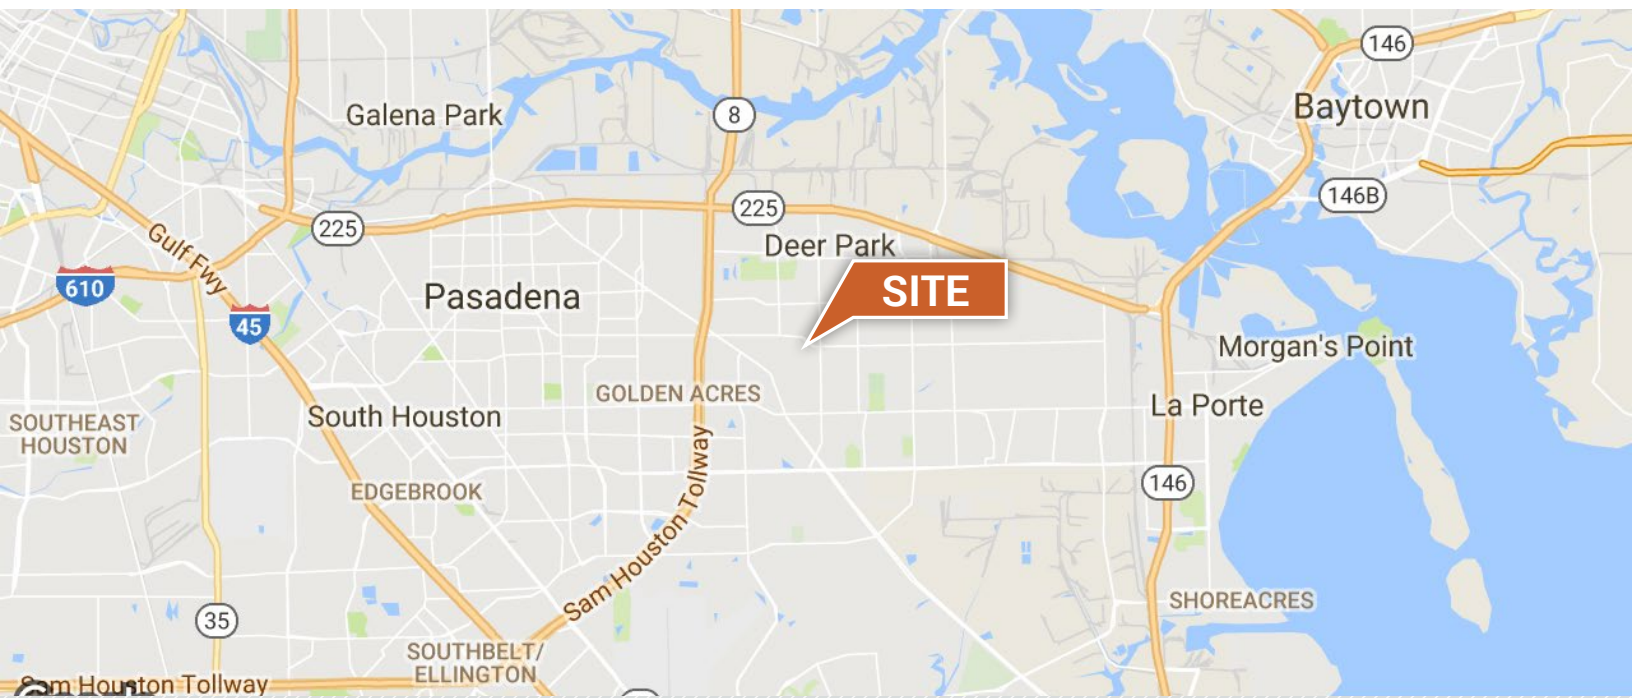 146
Baytown
Galena Park
8
146B
225
225
Deer Park
Gulf Fwy
610
SITE
Pasadena
45
Morgan's Point
GOLDEN ACRES
La Porte
South Houston
SOUTHEAST
HOUSTON
EDGEBROOK
146
Sam Houston Tollway
SHOREACRES
35
SOUTHBELT/
ELLINGTON
Sam Houston Tollway